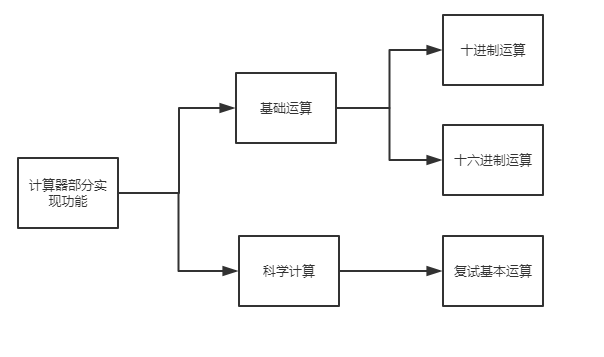 十进制运算
基础运算
十六进制运算
计算器部分实
现功能
科学计算
复试基本运算